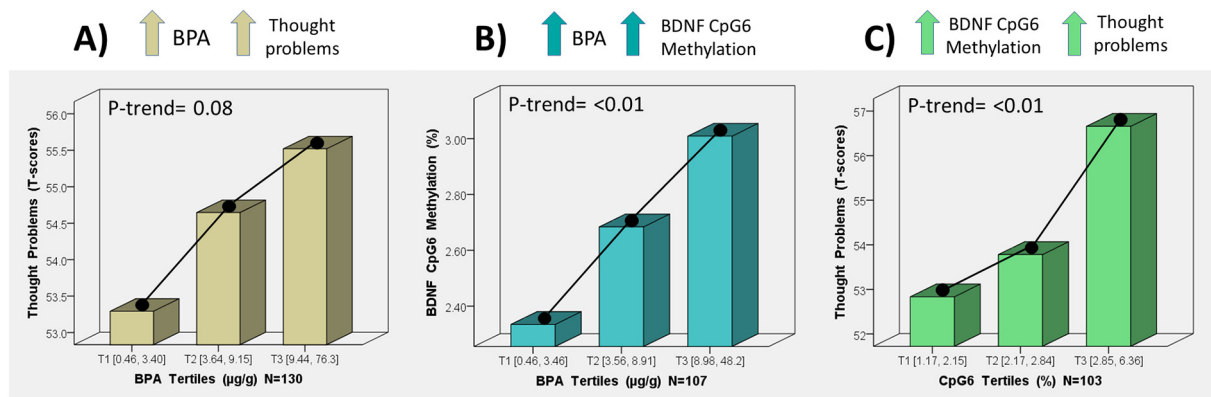 A)
BPA
Thought
problems
P-trend= 0.08
Thought Problems (T-scores)
56.0
55.5
55.0
54.5
54.0
53.5
53.0
T1 [0.46, 3.40]
T2 [3.64, 9.15]
T3 [9.44, 76.3]
BPA Tertiles (µg/g) N=130
B)
BPA
BDNF CpG6
Methylation
P-trend= <0.01
BDNF CpG6 Methylation (%)
3.00
2.80
2.60
2.40
T1 [0.46, 3.46]
T2 [3.56, 8.91]
T3 [8.98, 48.2]
BPA Tertiles (µg/g) N=107
C)
BDNF CpG6
Methylation
Thought
problems
P-trend= <0.01
Thought Problems (T-scores)
57
56
55
54
53
52
T1 [1.17, 2.15]
T2 [2.17, 2.84]
T3 [2.85, 6.36]
CpG6 Tertiles (%) N=103